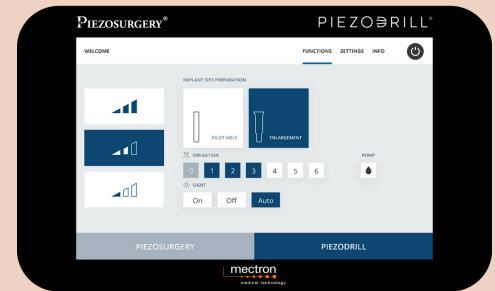 PIEZOSURGERY® PIEZODRILL®
WELCOME FUNCTIONS SETTINGS INFO
IMPLANT SITE PREPARATION
PILOT HOLE ENLARGEMENT
IRRIGATION PUMP
0 1 2 3 4 5 6
LIGHT
On Off Auto
PIEZOSURGERY PIEZODRILL
mectron
medical technology